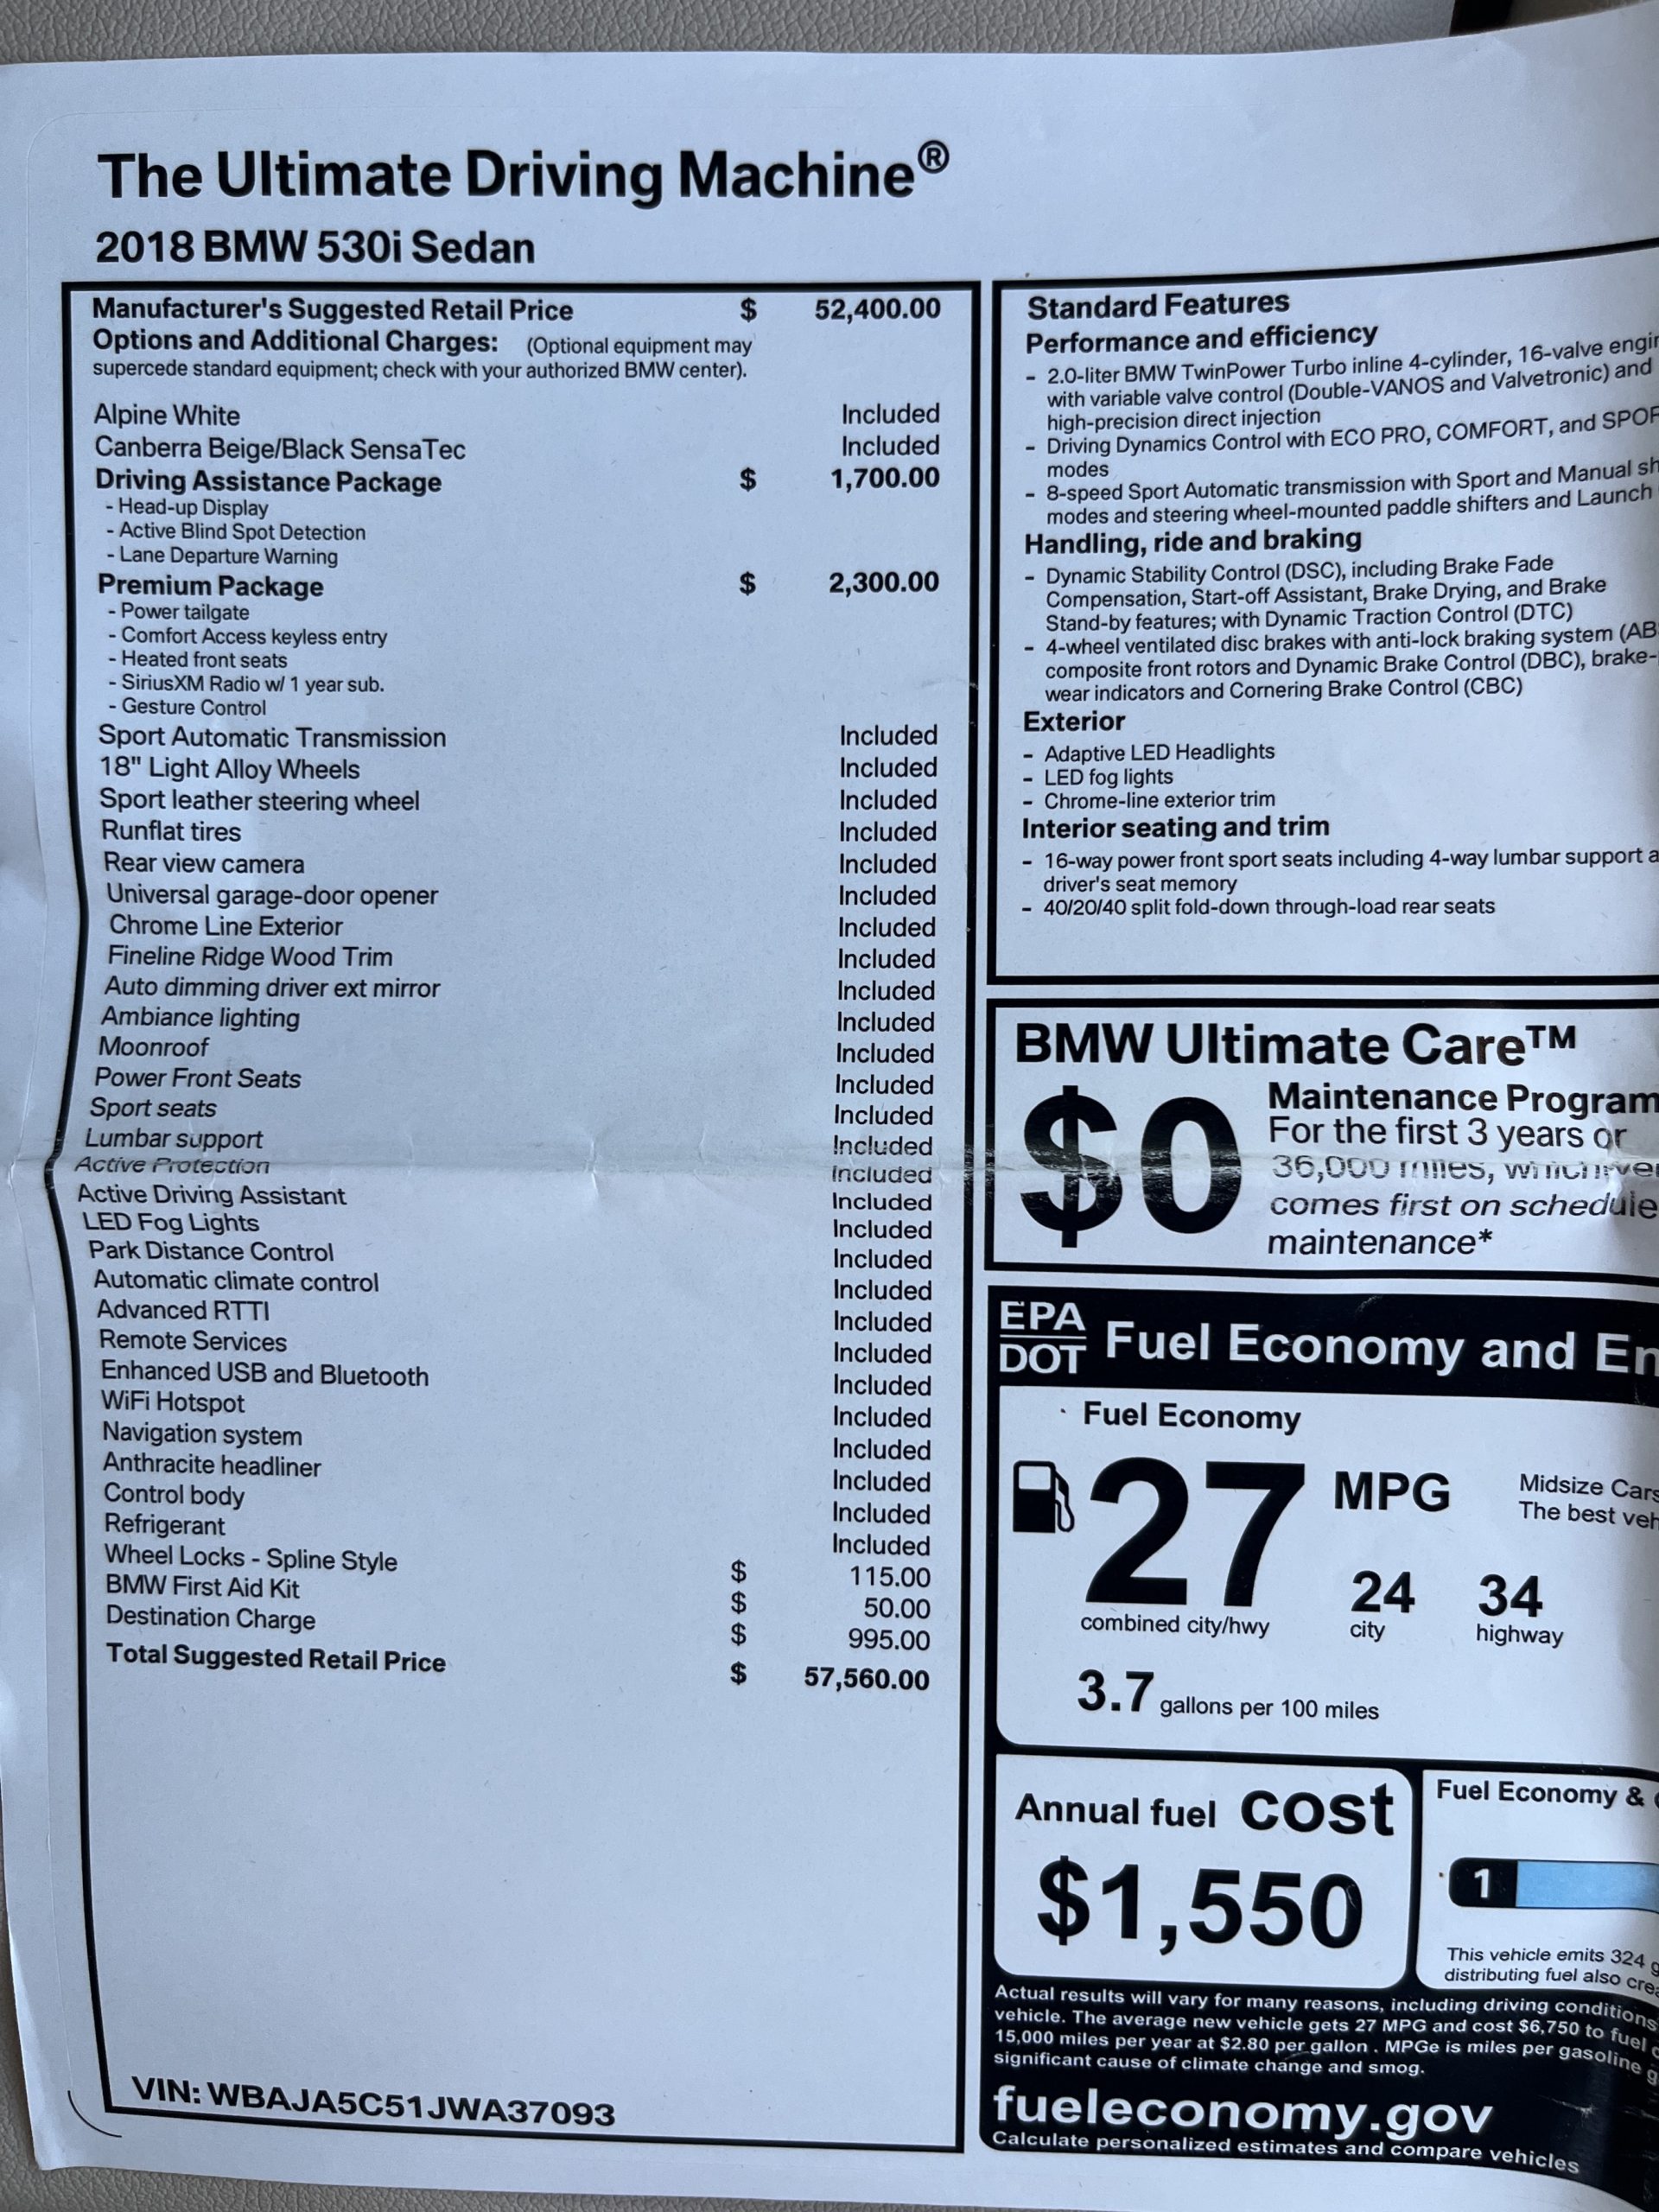 The Ultimate Driving Machine®
2018 BMW 530i Sedan
Manufacturer's Suggested Retail Price $ 52,400.00
Options and Additional Charges: (Optional equipment may
supercede standard equipment; check with your authorized BMW center).
Alpine White Included
Canberra Beige/Black SensaTec Included
Driving Assistance Package $ 1,700.00
- Head-up Display
- Active Blind Spot Detection
- Lane Departure Warning
Premium Package $ 2,300.00
- Power tailgate
- Comfort Access keyless entry
- Heated front seats
- SiriusXM Radio w/ 1 year sub.
- Gesture Control
Sport Automatic Transmission Included
18" Light Alloy Wheels Included
Sport leather steering wheel Included
Runflat tires Included
Rear view camera Included
Universal garage-door opener Included
Chrome Line Exterior Included
Fineline Ridge Wood Trim Included
Auto dimming driver ext mirror Included
Ambiance lighting Included
Moonroof Included
Power Front Seats Included
Sport seats Included
Lumbar support Included
Active Protection Included
Active Driving Assistant Included
LED Fog Lights Included
Park Distance Control Included
Automatic climate control Included
Advanced RTTI Included
Remote Services Included
Enhanced USB and Bluetooth Included
WiFi Hotspot Included
Navigation system Included
Anthracite headliner Included
Control body Included
Refrigerant Included
Wheel Locks - Spline Style $ 115.00
BMW First Aid Kit $ 50.00
Destination Charge $ 995.00
Total Suggested Retail Price $ 57,560.00
VIN: WBAJA5C51JWA37093
Standard Features
Performance and efficiency
- 2.0-liter BMW TwinPower Turbo inline 4-cylinder, 16-valve engin
with variable valve control (Double-VANOS and Valvetronic) and
high-precision direct injection
- Driving Dynamics Control with ECO PRO, COMFORT, and SPOR
modes
- 8-speed Sport Automatic transmission with Sport and Manual sh
modes and steering wheel-mounted paddle shifters and Launch
Handling, ride and braking
- Dynamic Stability Control (DSC), including Brake Fade
Compensation, Start-off Assistant, Brake Drying, and Brake
Stand-by features; with Dynamic Traction Control (DTC)
- 4-wheel ventilated disc brakes with anti-lock braking system (AB
composite front rotors and Dynamic Brake Control (DBC), brake-
wear indicators and Cornering Brake Control (CBC)
Exterior
- Adaptive LED Headlights
- LED fog lights
- Chrome-line exterior trim
Interior seating and trim
- 16-way power front sport seats including 4-way lumbar support a
driver's seat memory
- 40/20/40 split fold-down through-load rear seats
BMW Ultimate Care™
$0
Maintenance Program
For the first 3 years or
36,000 miles, whichever
comes first on schedule
maintenance*
EPA
DOT
Fuel Economy and En
Fuel Economy
27 MPG
combined city/hwy
24 city
34 highway
Midsize Cars
The best veh
3.7 gallons per 100 miles
Annual fuel cost
$1,550
Fuel Economy &
1
This vehicle emits 324 g
distributing fuel also crea
Actual results will vary for many reasons, including driving conditions
vehicle. The average new vehicle gets 27 MPG and cost $6,750 to fuel
15,000 miles per year at $2.80 per gallon . MPGe is miles per gasoline g
significant cause of climate change and smog.
fueleconomy.gov
Calculate personalized estimates and compare vehicles